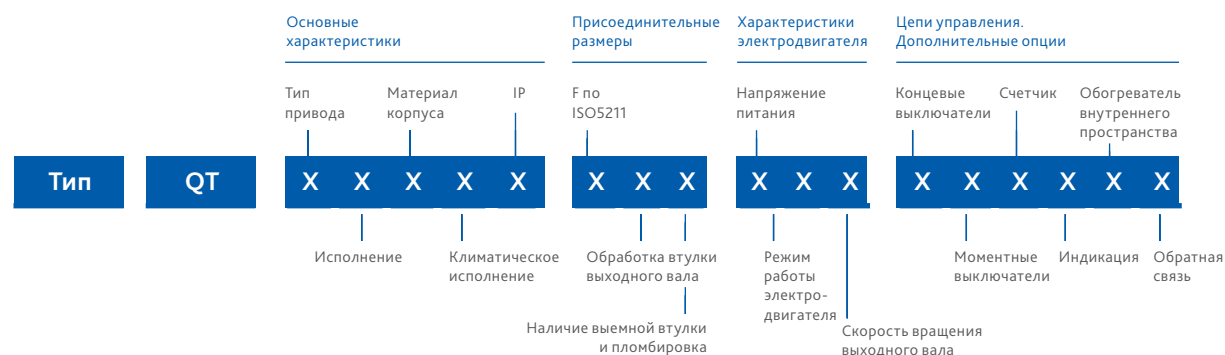 Основные
характеристики
Присоединительные
размеры
Характеристики
электродвигателя
Цепи управления.
Дополнительные опции
Тип
привода
Материал
корпуса
IP
F по
ISO5211
Напряжение
питания
Концевые
выключатели
Счетчик
Обогреватель
внутреннего
пространства
Тип
QT
X X X X X
X X X
X X X
X X X X X X
Исполнение
Климатическое
исполнение
Обработка втулки
выходного вала
Наличие выемной втулки
и пломбировка
Режим
работы
электро-
двигателя
Скорость вращения
выходного вала
Моментные
выключатели
Индикация
Обратная
связь